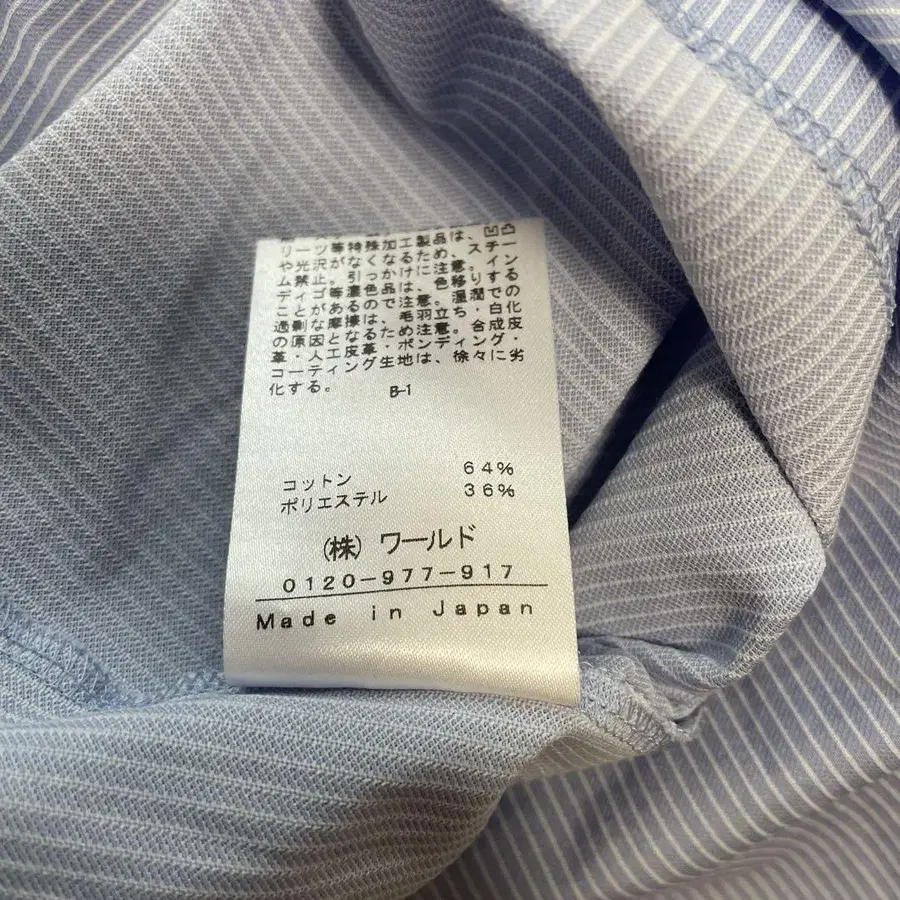 リーツ等特殊加工製品は、凹凸
や光沢がなくなるため、スチー
ム禁止。引っかけに注意。イン
ディゴ等濃色品は、色移りする
ことがあるので注意。湿潤での
過剰な摩擦は、毛羽立ち・白化
の原因となるため注意。合成皮
革・人工皮革・ボンディング・
コーティング生地は、徐々に劣
化する。
B-1
コットン 64%
ポリエステル 36%
(株)ワールド
0120-977-917
Made in Japan